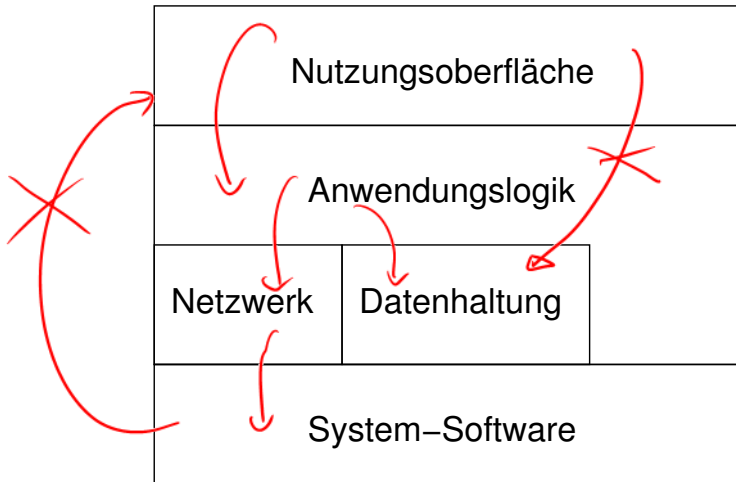 Nutzungsoberfläche
Anwendungslogik
Netzwerk Datenhaltung
System-Software